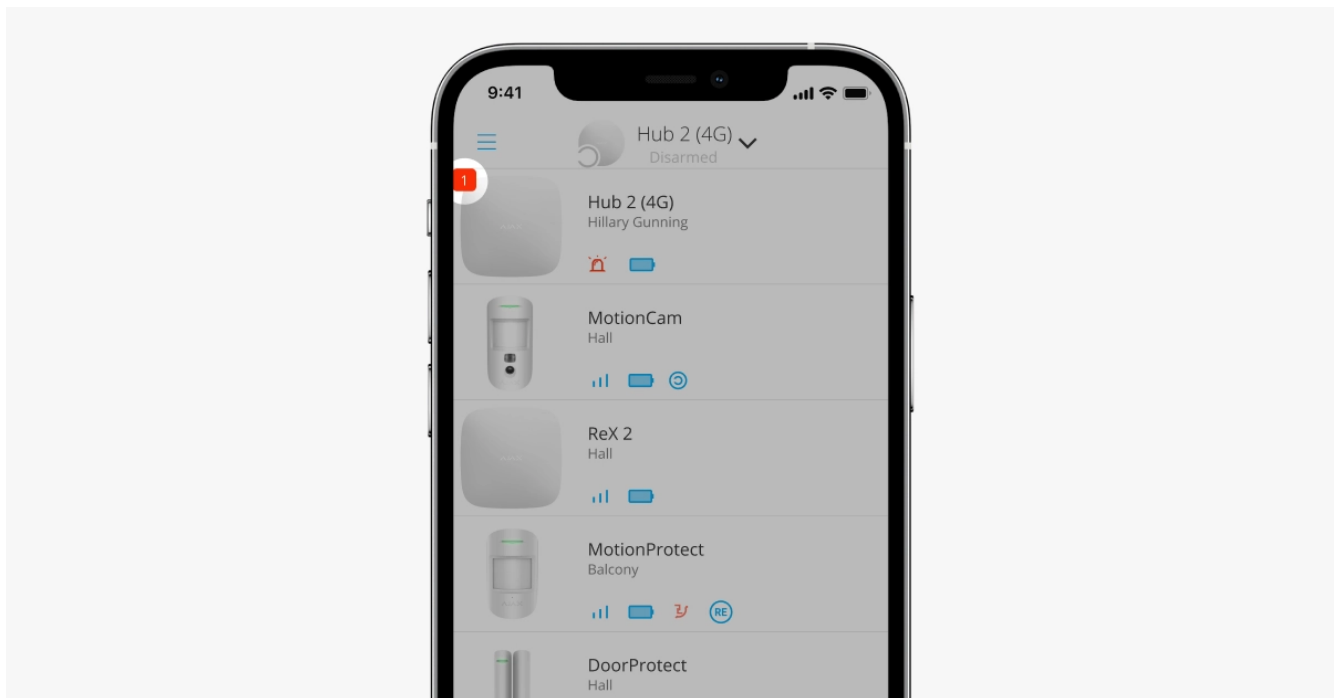 9:41
Hub 2 (4G)
Disarmed
1
Hub 2 (4G)
Hillary Gunning
MotionCam
Hall
ReX 2
Hall
MotionProtect
Balcony
RE
DoorProtect
Hall